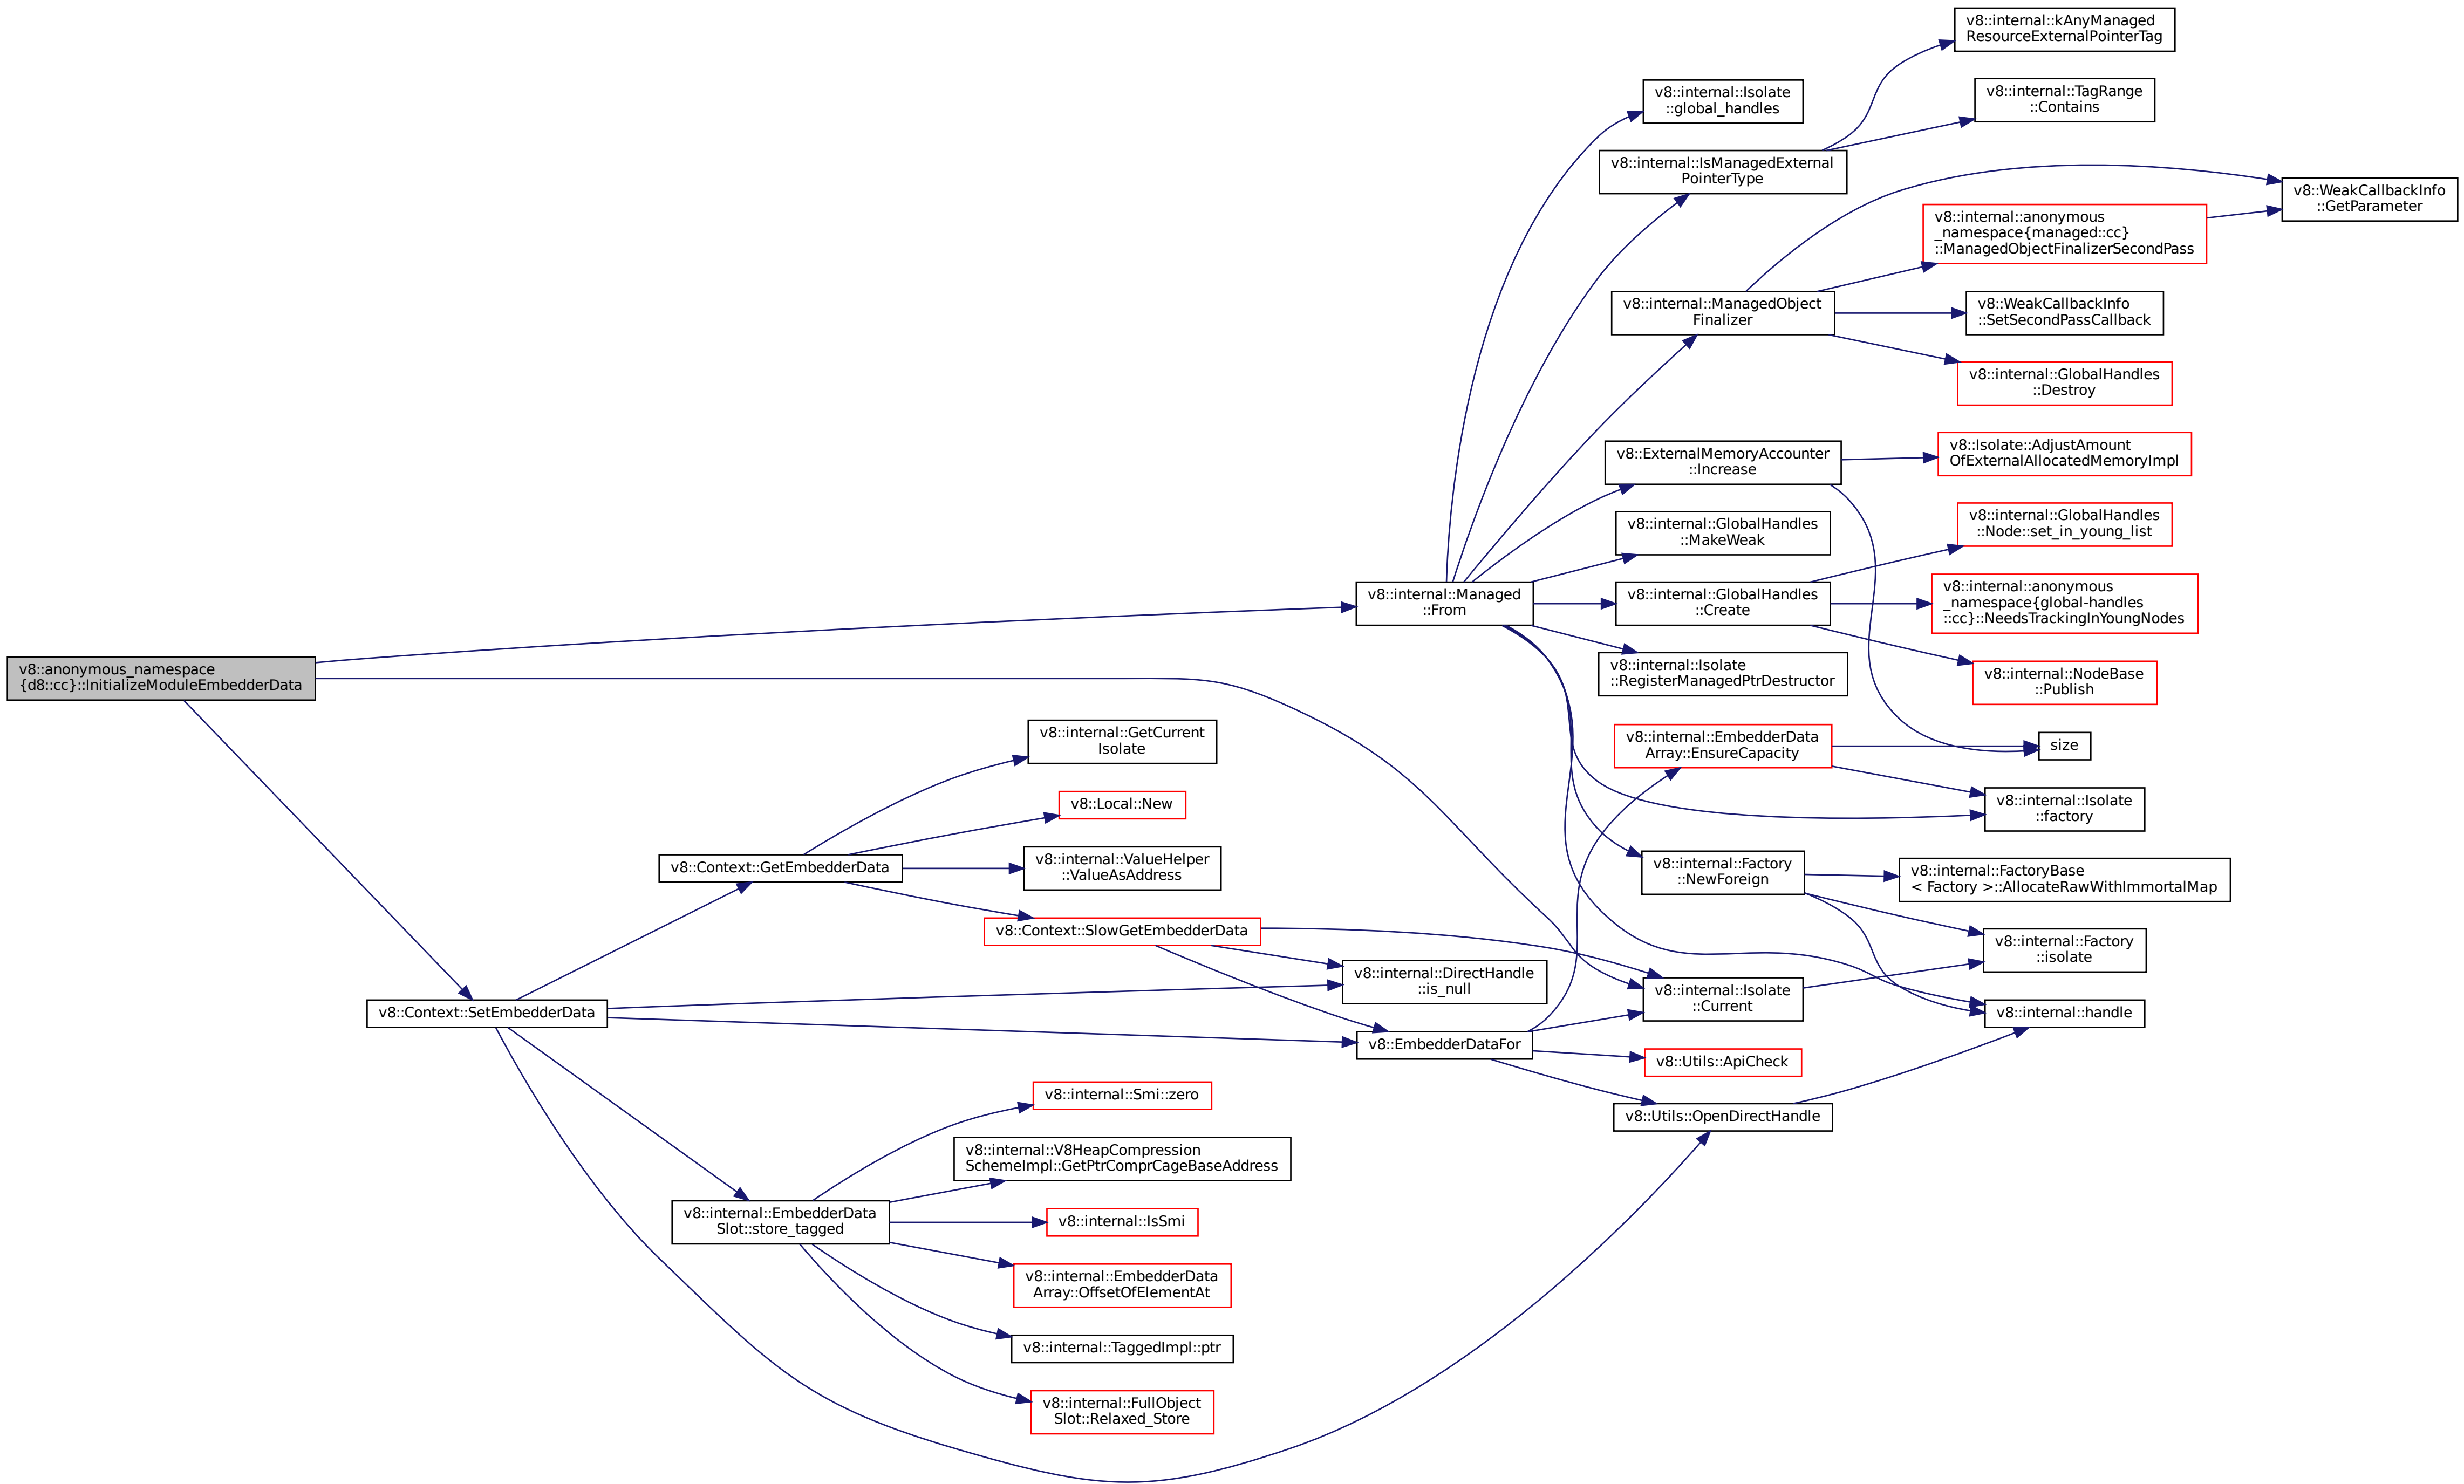 v8::anonymous_namespace
{d8::cc}::InitializeModuleEmbedderData
v8::internal::Managed
::From
v8::internal::Isolate
::global_handles
v8::internal::IsManagedExternal
PointerType
v8::internal::kAnyManaged
ResourceExternalPointerTag
v8::internal::TagRange
::Contains
v8::internal::ManagedObject
Finalizer
v8::WeakCallbackInfo
::GetParameter
v8::internal::anonymous
_namespace{managed::cc}
::ManagedObjectFinalizerSecondPass
v8::WeakCallbackInfo
::SetSecondPassCallback
v8::internal::GlobalHandles
::Destroy
v8::ExternalMemoryAccounter
::Increase
v8::Isolate::AdjustAmount
OfExternalAllocatedMemoryImpl
v8::internal::GlobalHandles
::MakeWeak
v8::internal::GlobalHandles
::Create
v8::internal::GlobalHandles
::Node::set_in_young_list
v8::internal::anonymous
_namespace{global-handles
::cc}::NeedsTrackingInYoungNodes
v8::internal::NodeBase
::Publish
v8::internal::Isolate
::RegisterManagedPtrDestructor
v8::internal::EmbedderData
Array::EnsureCapacity
size
v8::internal::Isolate
::factory
v8::internal::Factory
::NewForeign
v8::internal::FactoryBase
< Factory >::AllocateRawWithImmortalMap
v8::internal::Factory
::isolate
v8::internal::handle
v8::internal::Isolate
::Current
v8::Utils::ApiCheck
v8::Utils::OpenDirectHandle
v8::internal::GetCurrent
Isolate
v8::Local::New
v8::Context::GetEmbedderData
v8::internal::ValueHelper
::ValueAsAddress
v8::Context::SlowGetEmbedderData
v8::internal::DirectHandle
::is_null
v8::EmbedderDataFor
v8::Context::SetEmbedderData
v8::internal::EmbedderData
Slot::store_tagged
v8::internal::Smi::zero
v8::internal::V8HeapCompression
SchemeImpl::GetPtrComprCageBaseAddress
v8::internal::IsSmi
v8::internal::EmbedderData
Array::OffsetOfElementAt
v8::internal::TaggedImpl::ptr
v8::internal::FullObject
Slot::Relaxed_Store